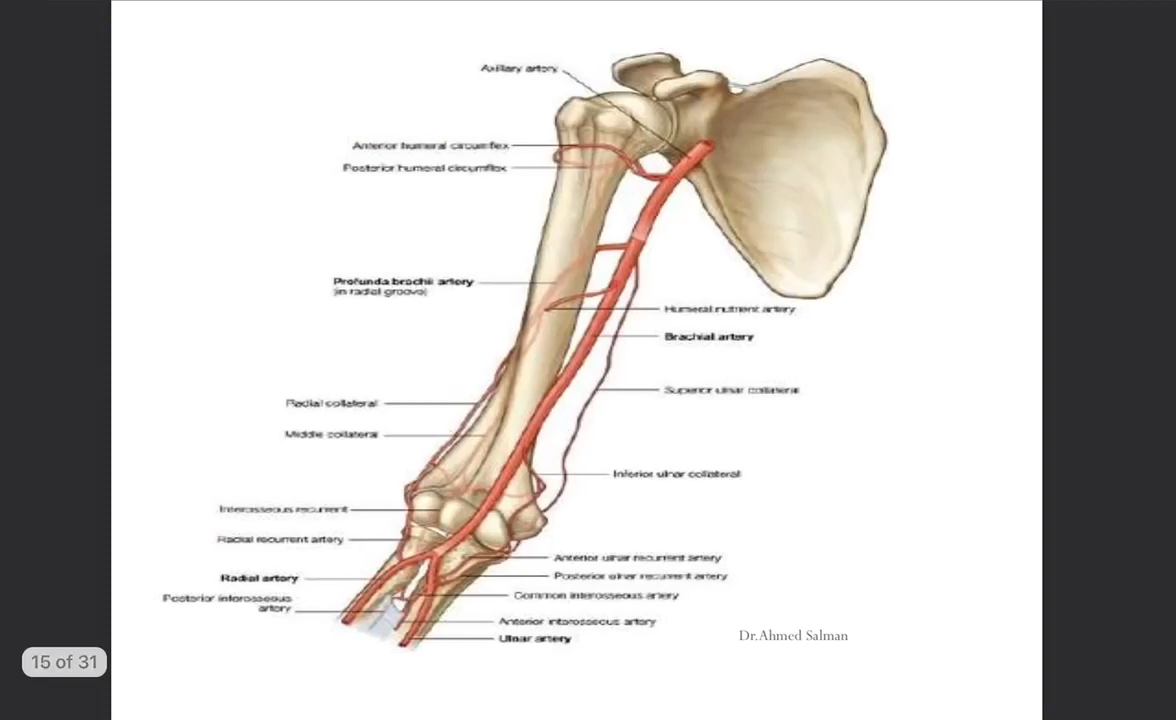 Axillary artery
Anterior humeral circumflex
Posterior humeral circumflex
Profunda brachii artery
(in radial groove)
Humeral nutrient artery
Brachial artery
Superior ulnar collateral
Radial collateral
Middle collateral
Inferior ulnar collateral
Interosseous recurrent
Radial recurrent artery
Anterior ulnar recurrent artery
Radial artery
Posterior ulnar recurrent artery
Common interosseous artery
Posterior interosseous
artery
Anterior interosseous artery
Ulnar artery
Dr.Ahmed Salman
15 of 31